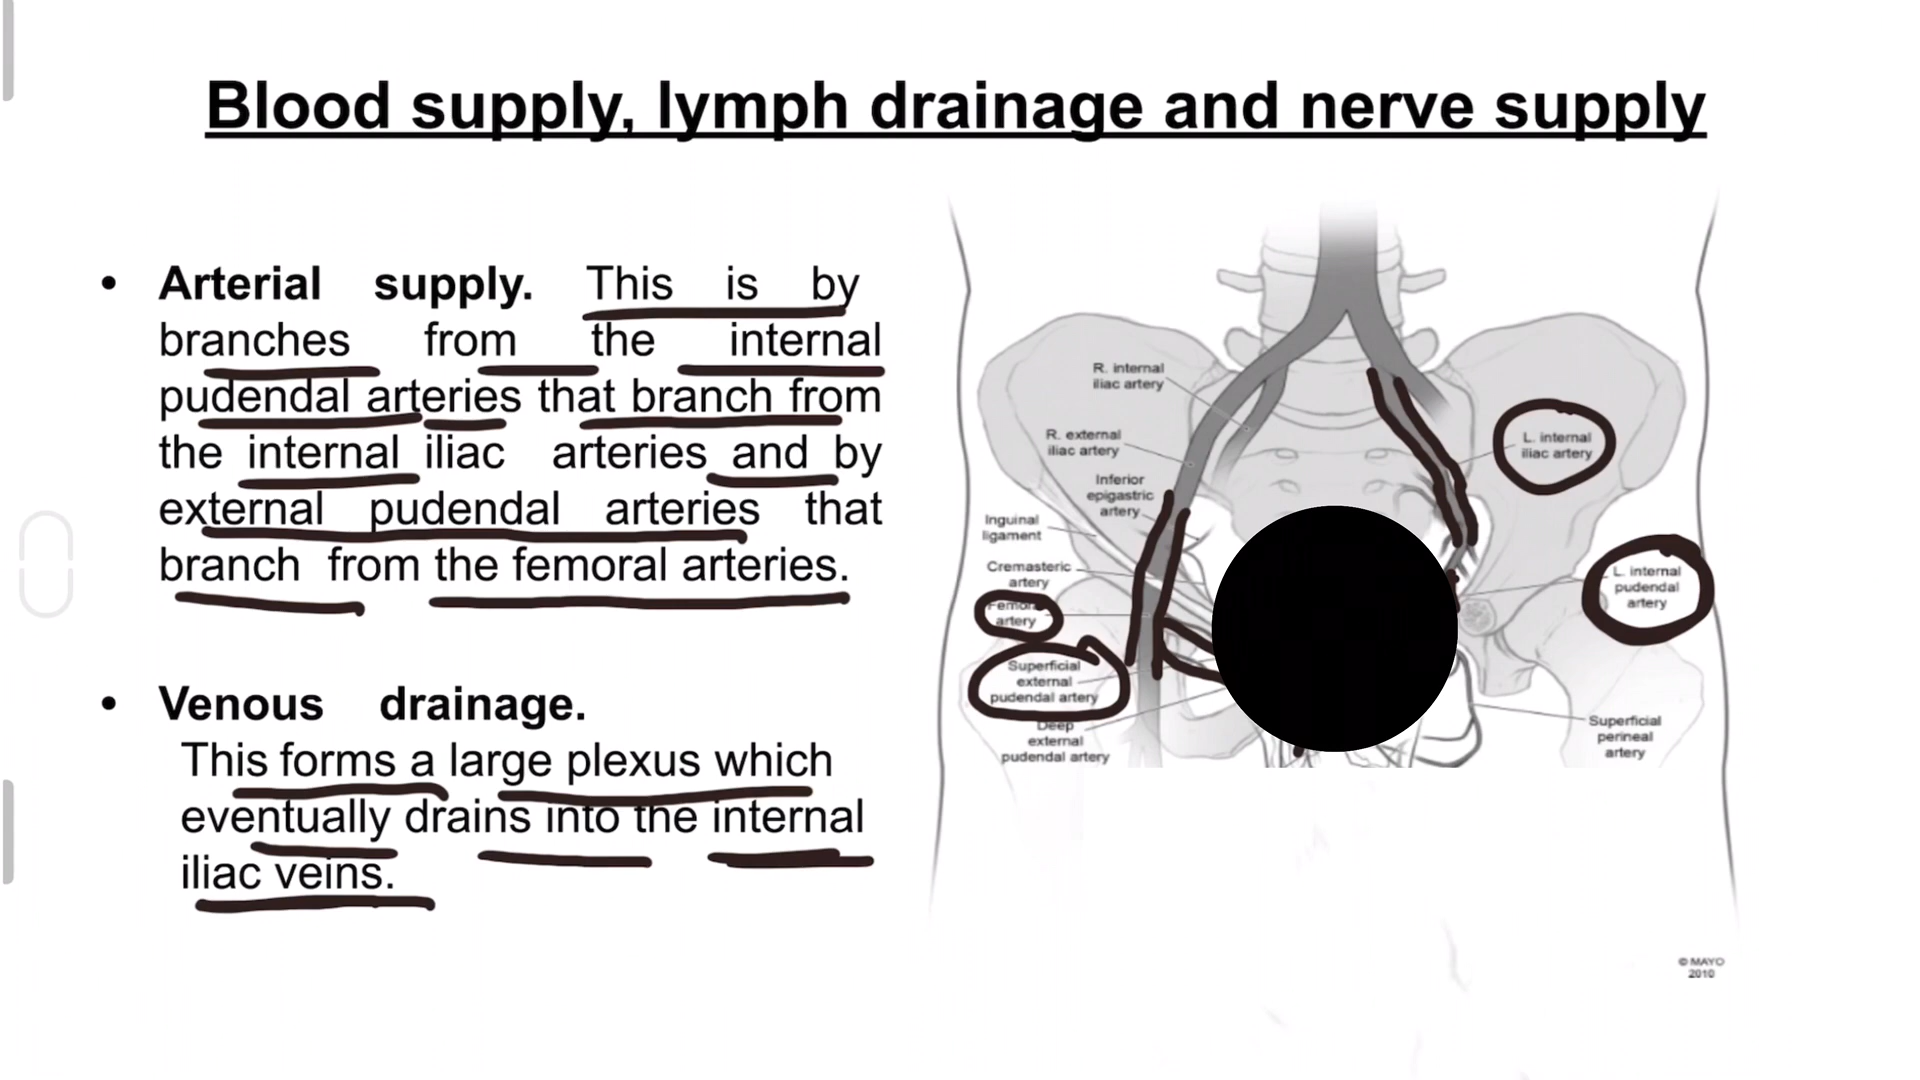 Blood supply, lymph drainage and nerve supply
• Arterial supply. This is by
branches from the internal
pudendal arteries that branch from
the internal iliac arteries and by
external pudendal arteries that
branch from the femoral arteries.
• Venous drainage.
This forms a large plexus which
eventually drains into the internal
iliac veins.
R. internal
iliac artery
R. external
iliac artery
Inferior
epigastric
artery
Inguinal
ligament
Cremasteric
artery
Femoral
artery
Superficial
external
pudendal artery
Deep
external
pudendal artery
L. internal
iliac artery
L. internal
pudendal
artery
Superficial
perineal
artery
© MAYO
2010